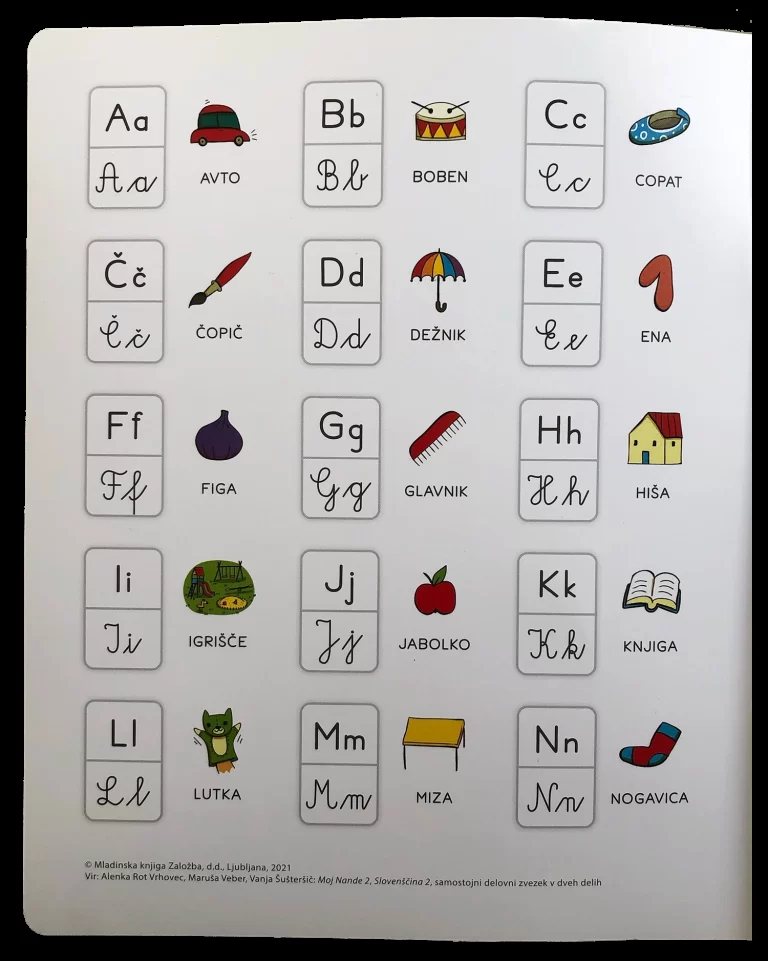 Aa
Aa
AVTO
Bb
Bb
BOBEN
Cc
Cc
COPAT
Čč
Čč
ČOPIČ
Dd
Dd
DEŽNIK
Ee
Ee
ENA
Ff
Ff
FIGA
Gg
Gg
GLAVNIK
Hh
Hh
HIŠA
Ii
Ii
IGRIŠČE
Jj
Jj
JABOLKO
Kk
Kk
KNJIGA
Ll
Ll
LUTKA
Mm
Mm
MIZA
Nn
Nn
NOGAVICA
© Mladinska knjiga Založba, d.d., Ljubljana, 2021
Vir: Alenka Rot Vrhovec, Maruša Veber, Vanja Šušteršič: Moj Nande 2, Slovenščina 2, samostojni delovni zvezek v dveh delih